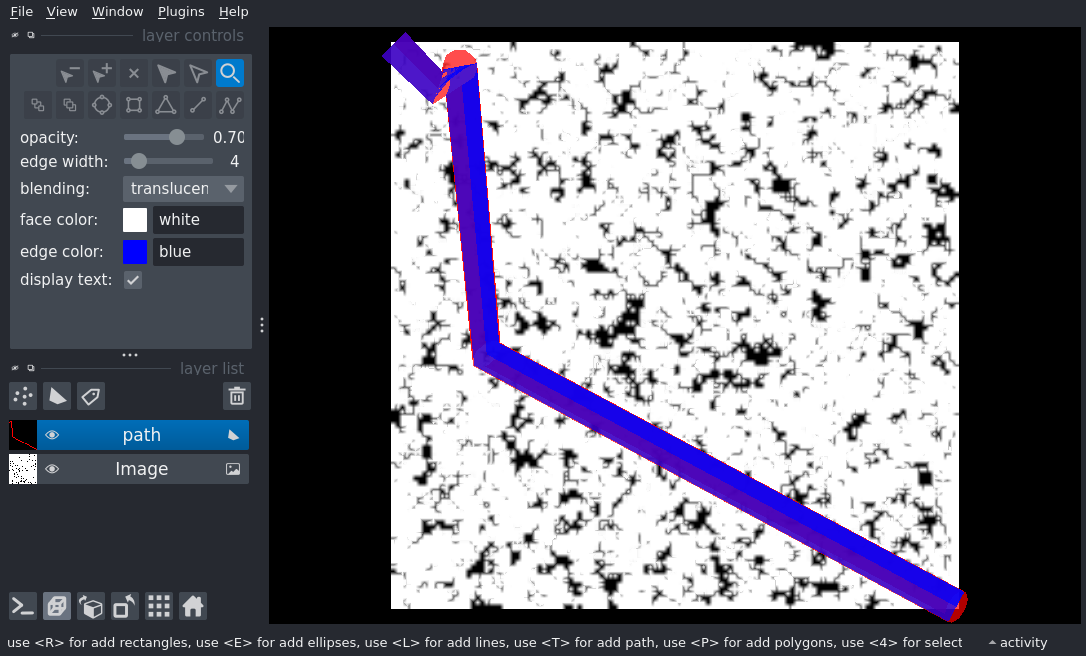 File View Window Plugins Help
layer controls
opacity: 0.70
edge width: 4
blending: translucen
face color: white
edge color: blue
display text:
layer list
path
Image
use <R> for add rectangles, use <E> for add ellipses, use <L> for add lines, use <T> for add path, use <P> for add polygons, use <4> for select
activity